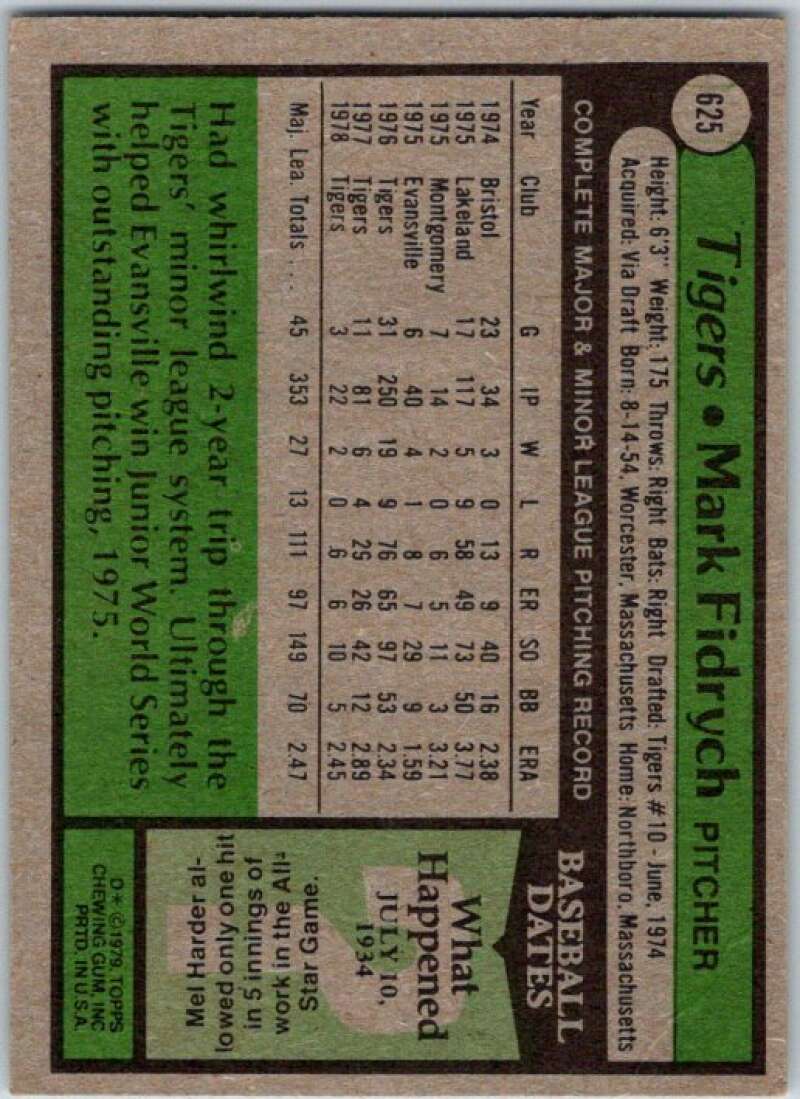 625
Tigers • Mark Fidrych PITCHER
Height: 6'3" Weight: 175 Throws: Right Bats: Right Drafted: Tigers #10 - June, 1974
Acquired: Via Draft Born: 8-14-54, Worcester, Massachusetts Home: Northboro, Massachusetts
COMPLETE MAJOR & MINOR LEAGUE PITCHING RECORD
Year Club G IP W L R ER SO BB ERA
1974 Bristol 23 34 3 0 13 9 40 16 2.38
1975 Lakeland 17 117 5 9 58 49 73 50 3.77
1975 Montgomery 7 14 2 0 6 5 11 3 3.21
1975 Evansville 6 40 4 1 8 7 29 9 1.59
1976 Tigers 31 250 19 9 76 65 97 53 2.34
1977 Tigers 11 81 6 4 29 26 42 12 2.89
1978 Tigers 3 22 2 0 6 6 10 5 2.45
Maj. Lea. Totals . . . 45 353 27 13 111 97 149 70 2.47
Had whirlwind 2-year trip through the
Tigers' minor league system. Ultimately
helped Evansville win Junior World Series
with outstanding pitching, 1975.
BASEBALL
DATES
What
Happened
JULY 10,
1934
Mel Harder al-
lowed only one hit
in 5 innings of
work in the All-
Star Game.
D* © 1979, TOPPS
CHEWING GUM, INC
PRTD. IN U.S.A.